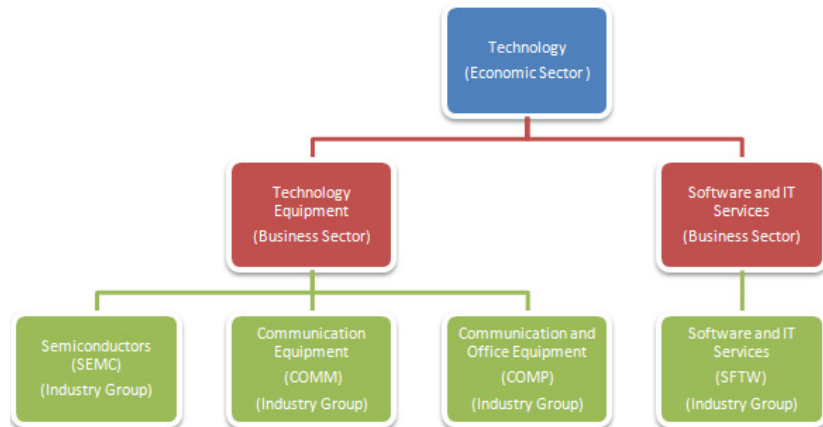 Technology
(Economic Sector )
Technology
Equipment
(Business Sector)
Software and IT
Services
(Business Sector)
Semiconductors
(SEMC)
(Industry Group)
Communication
Equipment
(COMM)
(Industry Group)
Communication and
Office Equipment
(COMP)
(Industry Group)
Software and IT
Services
(SFTW)
(Industry Group)